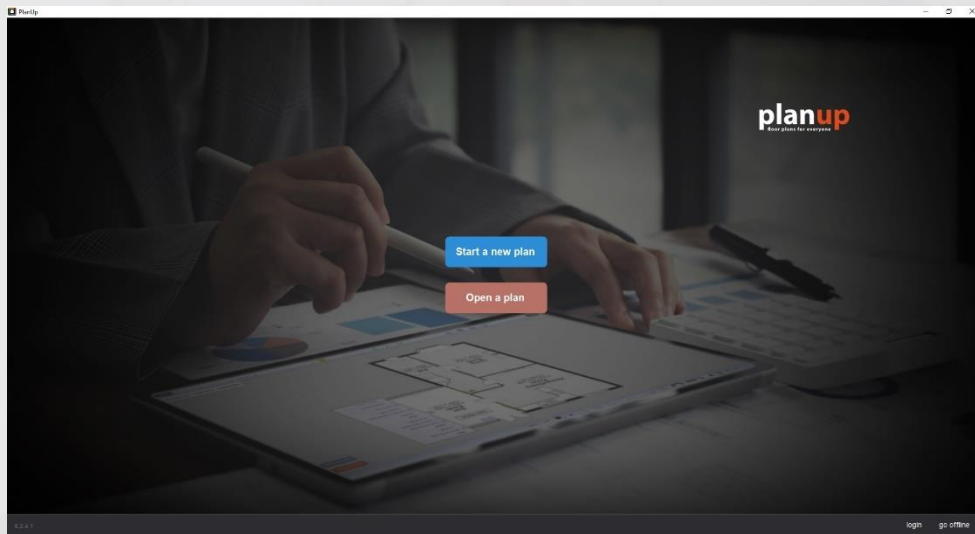 PlanUp
planup
floor plans for everyone
Start a new plan
Open a plan
login
go offline